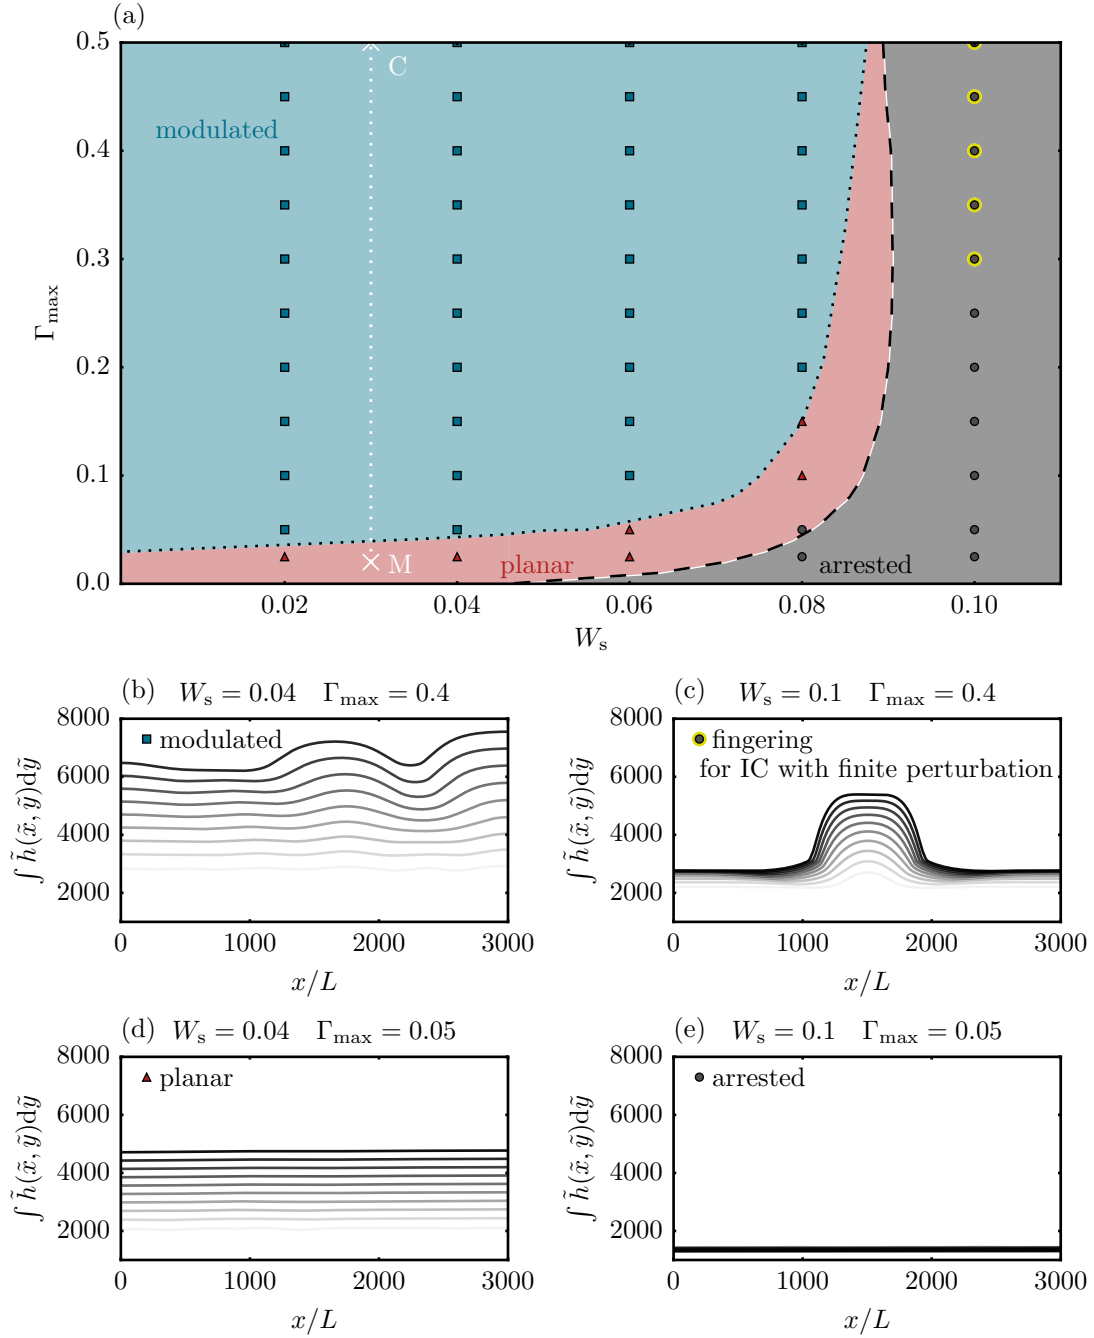 (a)
0.5
C
modulated
0.4
0.3
Γmax
0.2
0.1
M
planar
arrested
0.0
0.02 0.04 0.06 0.08 0.10
Ws
(b) Ws = 0.04 Γmax = 0.4
8000
modulated
6000
4000
2000
∫ h̃(x̃, ỹ)dỹ
0 1000 2000 3000
x/L
(c) Ws = 0.1 Γmax = 0.4
8000
fingering
for IC with finite perturbation
6000
4000
2000
∫ h̃(x̃, ỹ)dỹ
0 1000 2000 3000
x/L
(d) Ws = 0.04 Γmax = 0.05
8000
planar
6000
4000
2000
∫ h̃(x̃, ỹ)dỹ
0 1000 2000 3000
x/L
(e) Ws = 0.1 Γmax = 0.05
8000
arrested
6000
4000
2000
∫ h̃(x̃, ỹ)dỹ
0 1000 2000 3000
x/L